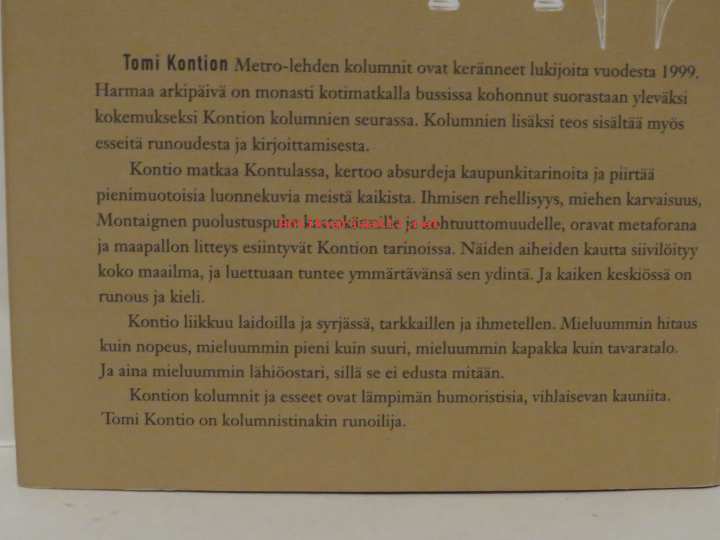 Tomi Kontion Metro-lehden kolumnit ovat keränneet lukijoita vuodesta 1999.
Harmaa arkipäivä on monasti kotimatkalla bussissa kohonnut suorastaan yleväksi
kokemukseksi Kontion kolumnien seurassa. Kolumnien lisäksi teos sisältää myös
esseitä runoudesta ja kirjoittamisesta.
Kontio matkaa Kontulassa, kertoo absurdeja kaupunkitarinoita ja piirtää
pienimuotoisia luonnekuvia meistä kaikista. Ihmisen rehellisyys, miehen karvaisuus,
Montaignen puolustuspuhe ja kohtuuttomuudelle, oravat metaforana
ja maapallon litteys esiintyvät Kontion tarinoissa. Näiden aiheiden kautta siivilöityy
koko maailma, ja luettuaan tuntee ymmärtävänsä sen ydintä. Ja kaiken keskiössä on
runous ja kieli.
Kontio liikkuu laidoilla ja syrjässä, tarkkaillen ja ihmetellen. Mieluummin hitaus
kuin nopeus, mieluummin pieni kuin suuri, mieluummin kapakka kuin tavaratalo.
Ja aina mieluummin lähiöostari, sillä se ei edusta mitään.
Kontion kolumnit ja esseet ovat lämpimän humoristisia, vihlaisevan kauniita.
Tomi Kontio on kolumnistinakin runoilija.